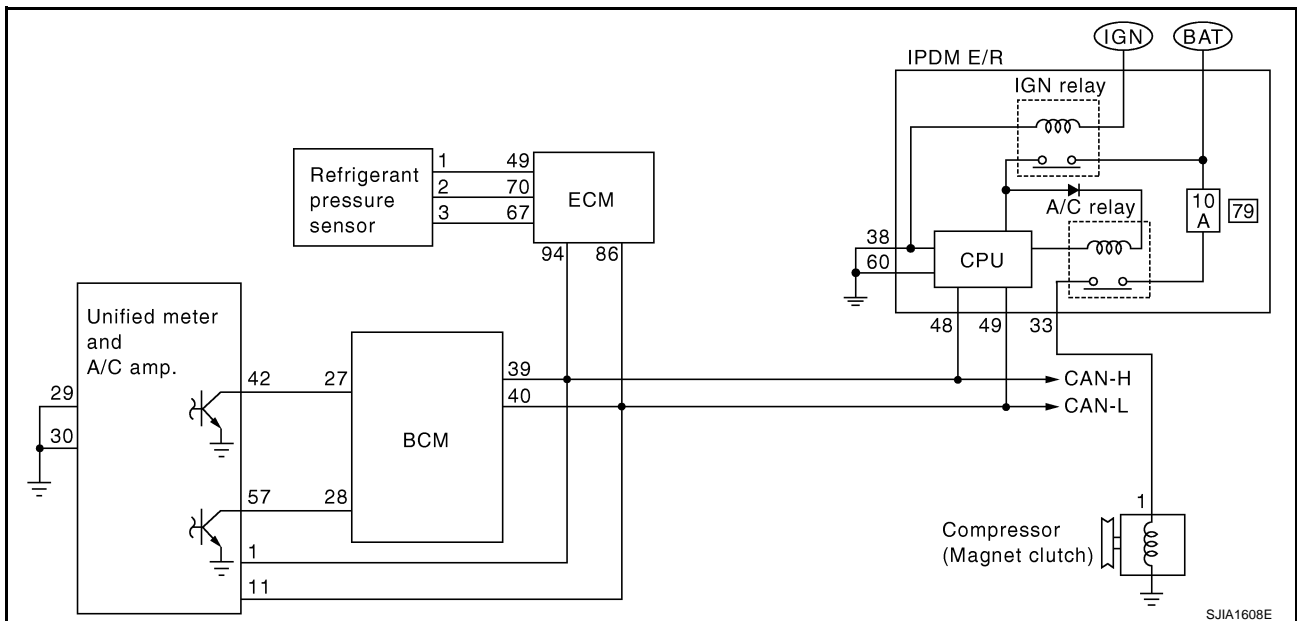 IGN
BAT
IPDM E/R
IGN relay
10
A
79
A/C relay
38
60
CPU
48
49
33
Refrigerant
pressure
sensor
1
2
3
49
70
67
ECM
94
86
Unified meter
and
A/C amp.
29
30
42
27
57
28
1
11
BCM
39
40
CAN-H
CAN-L
1
Compressor
(Magnet clutch)
SJIA1608E